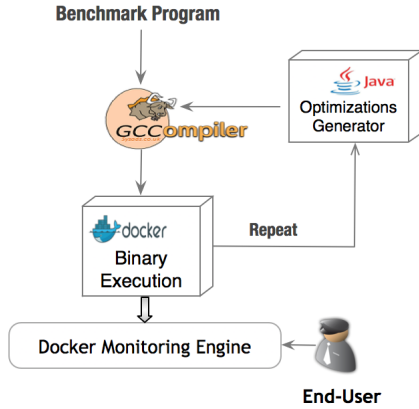 Benchmark Program
Java
Optimizations
Generator
GCCompiler
docker
Binary
Execution
Repeat
Docker Monitoring Engine
End-User